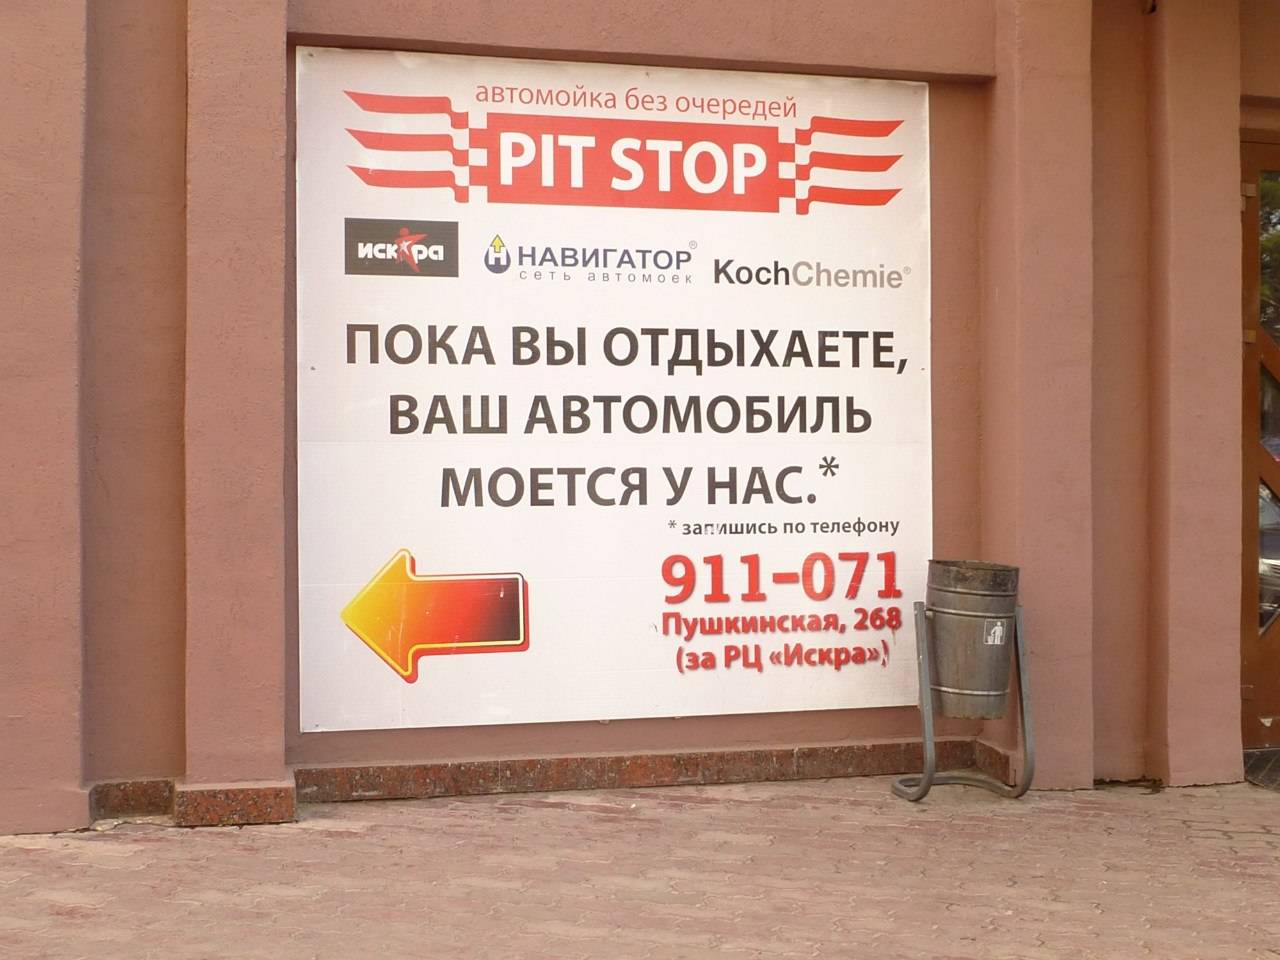 автомойка без очередей
PIT STOP
искра
НАВИГАТОР®
сеть автомоек
KochChemie®
ПОКА ВЫ ОТДЫХАЕТЕ,
ВАШ АВТОМОБИЛЬ
МОЕТСЯ У НАС.*
* запишись по телефону
911-071
Пушкинская, 268
(за РЦ «Искра»)